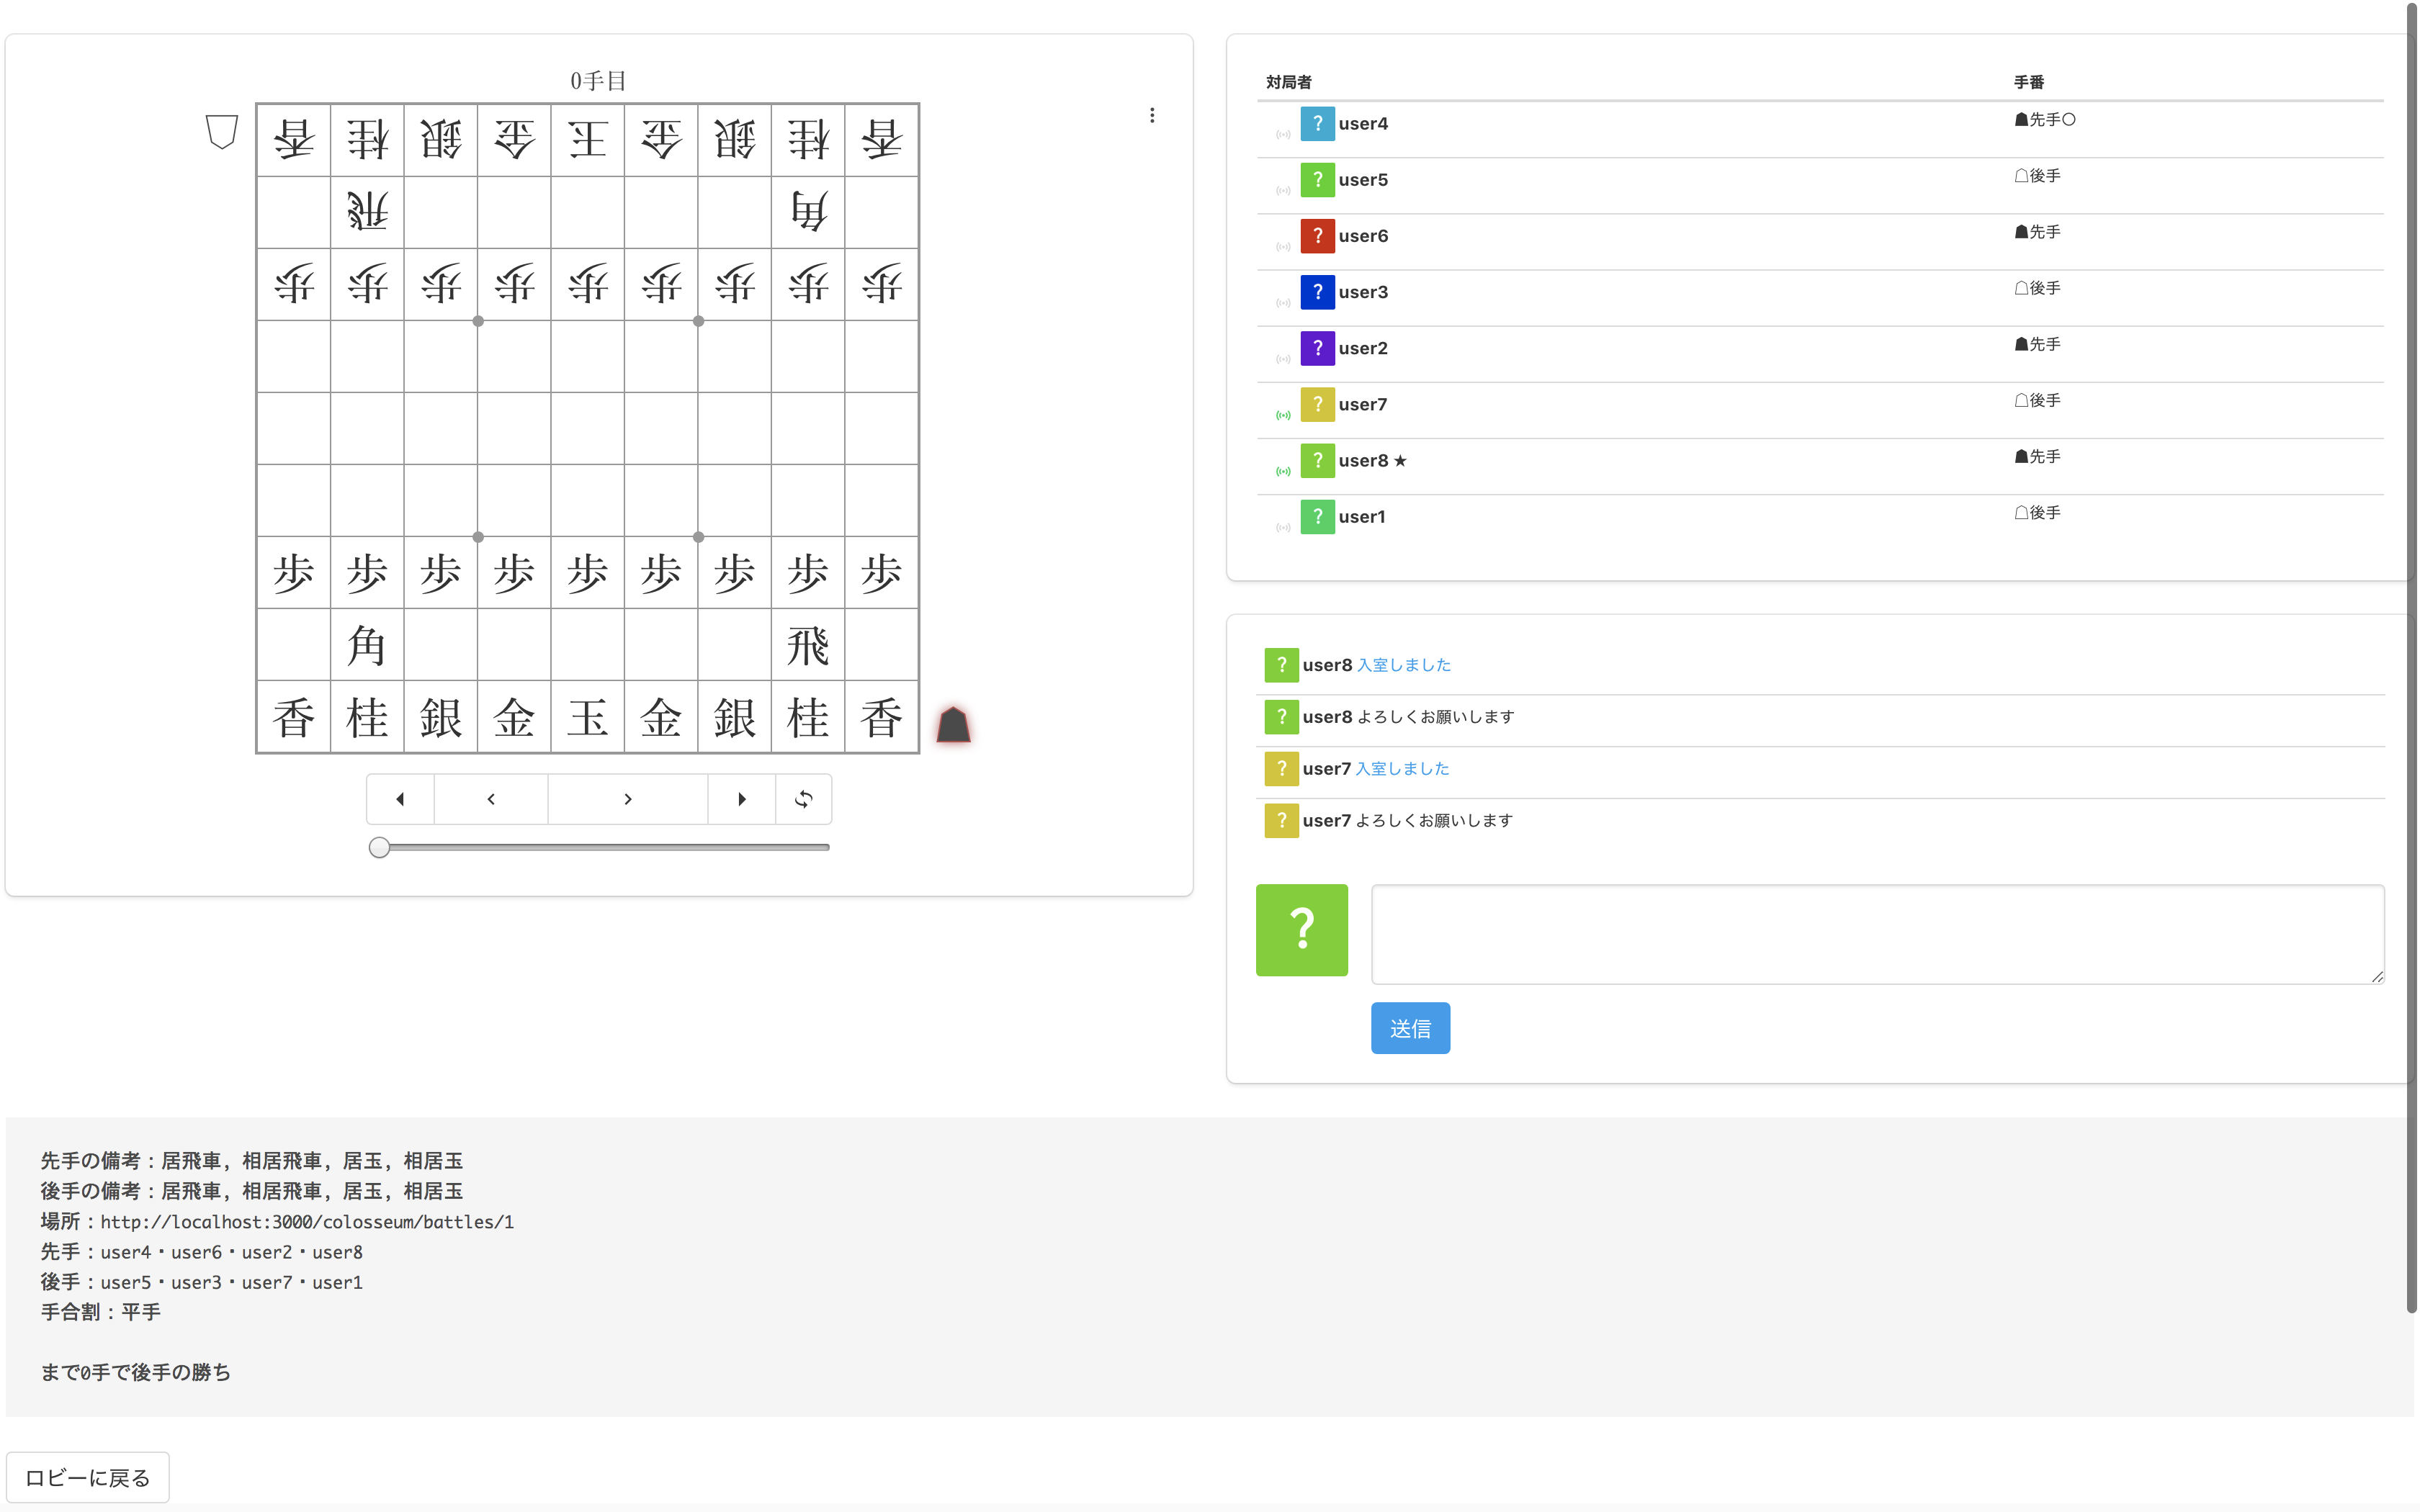 0手目
香桂銀金王金銀桂香
飛角
歩歩歩歩歩歩歩歩歩
歩歩歩歩歩歩歩歩歩
角飛
香桂銀金玉金銀桂香
対局者 手番
? user4 ☗先手○
? user5 ☖後手
? user6 ☗先手
? user3 ☖後手
? user2 ☗先手
? user7 ☖後手
? user8 ★ ☗先手
? user1 ☖後手
? user8 入室しました
? user8 よろしくお願いします
? user7 入室しました
? user7 よろしくお願いします
?
送信
先手の備考：居飛車, 相居飛車, 居玉, 相居玉
後手の備考：居飛車, 相居飛車, 居玉, 相居玉
場所：http://localhost:3000/colosseum/battles/1
先手：user4・user6・user2・user8
後手：user5・user3・user7・user1
手合割：平手
まで0手で後手の勝ち
ロビーに戻る